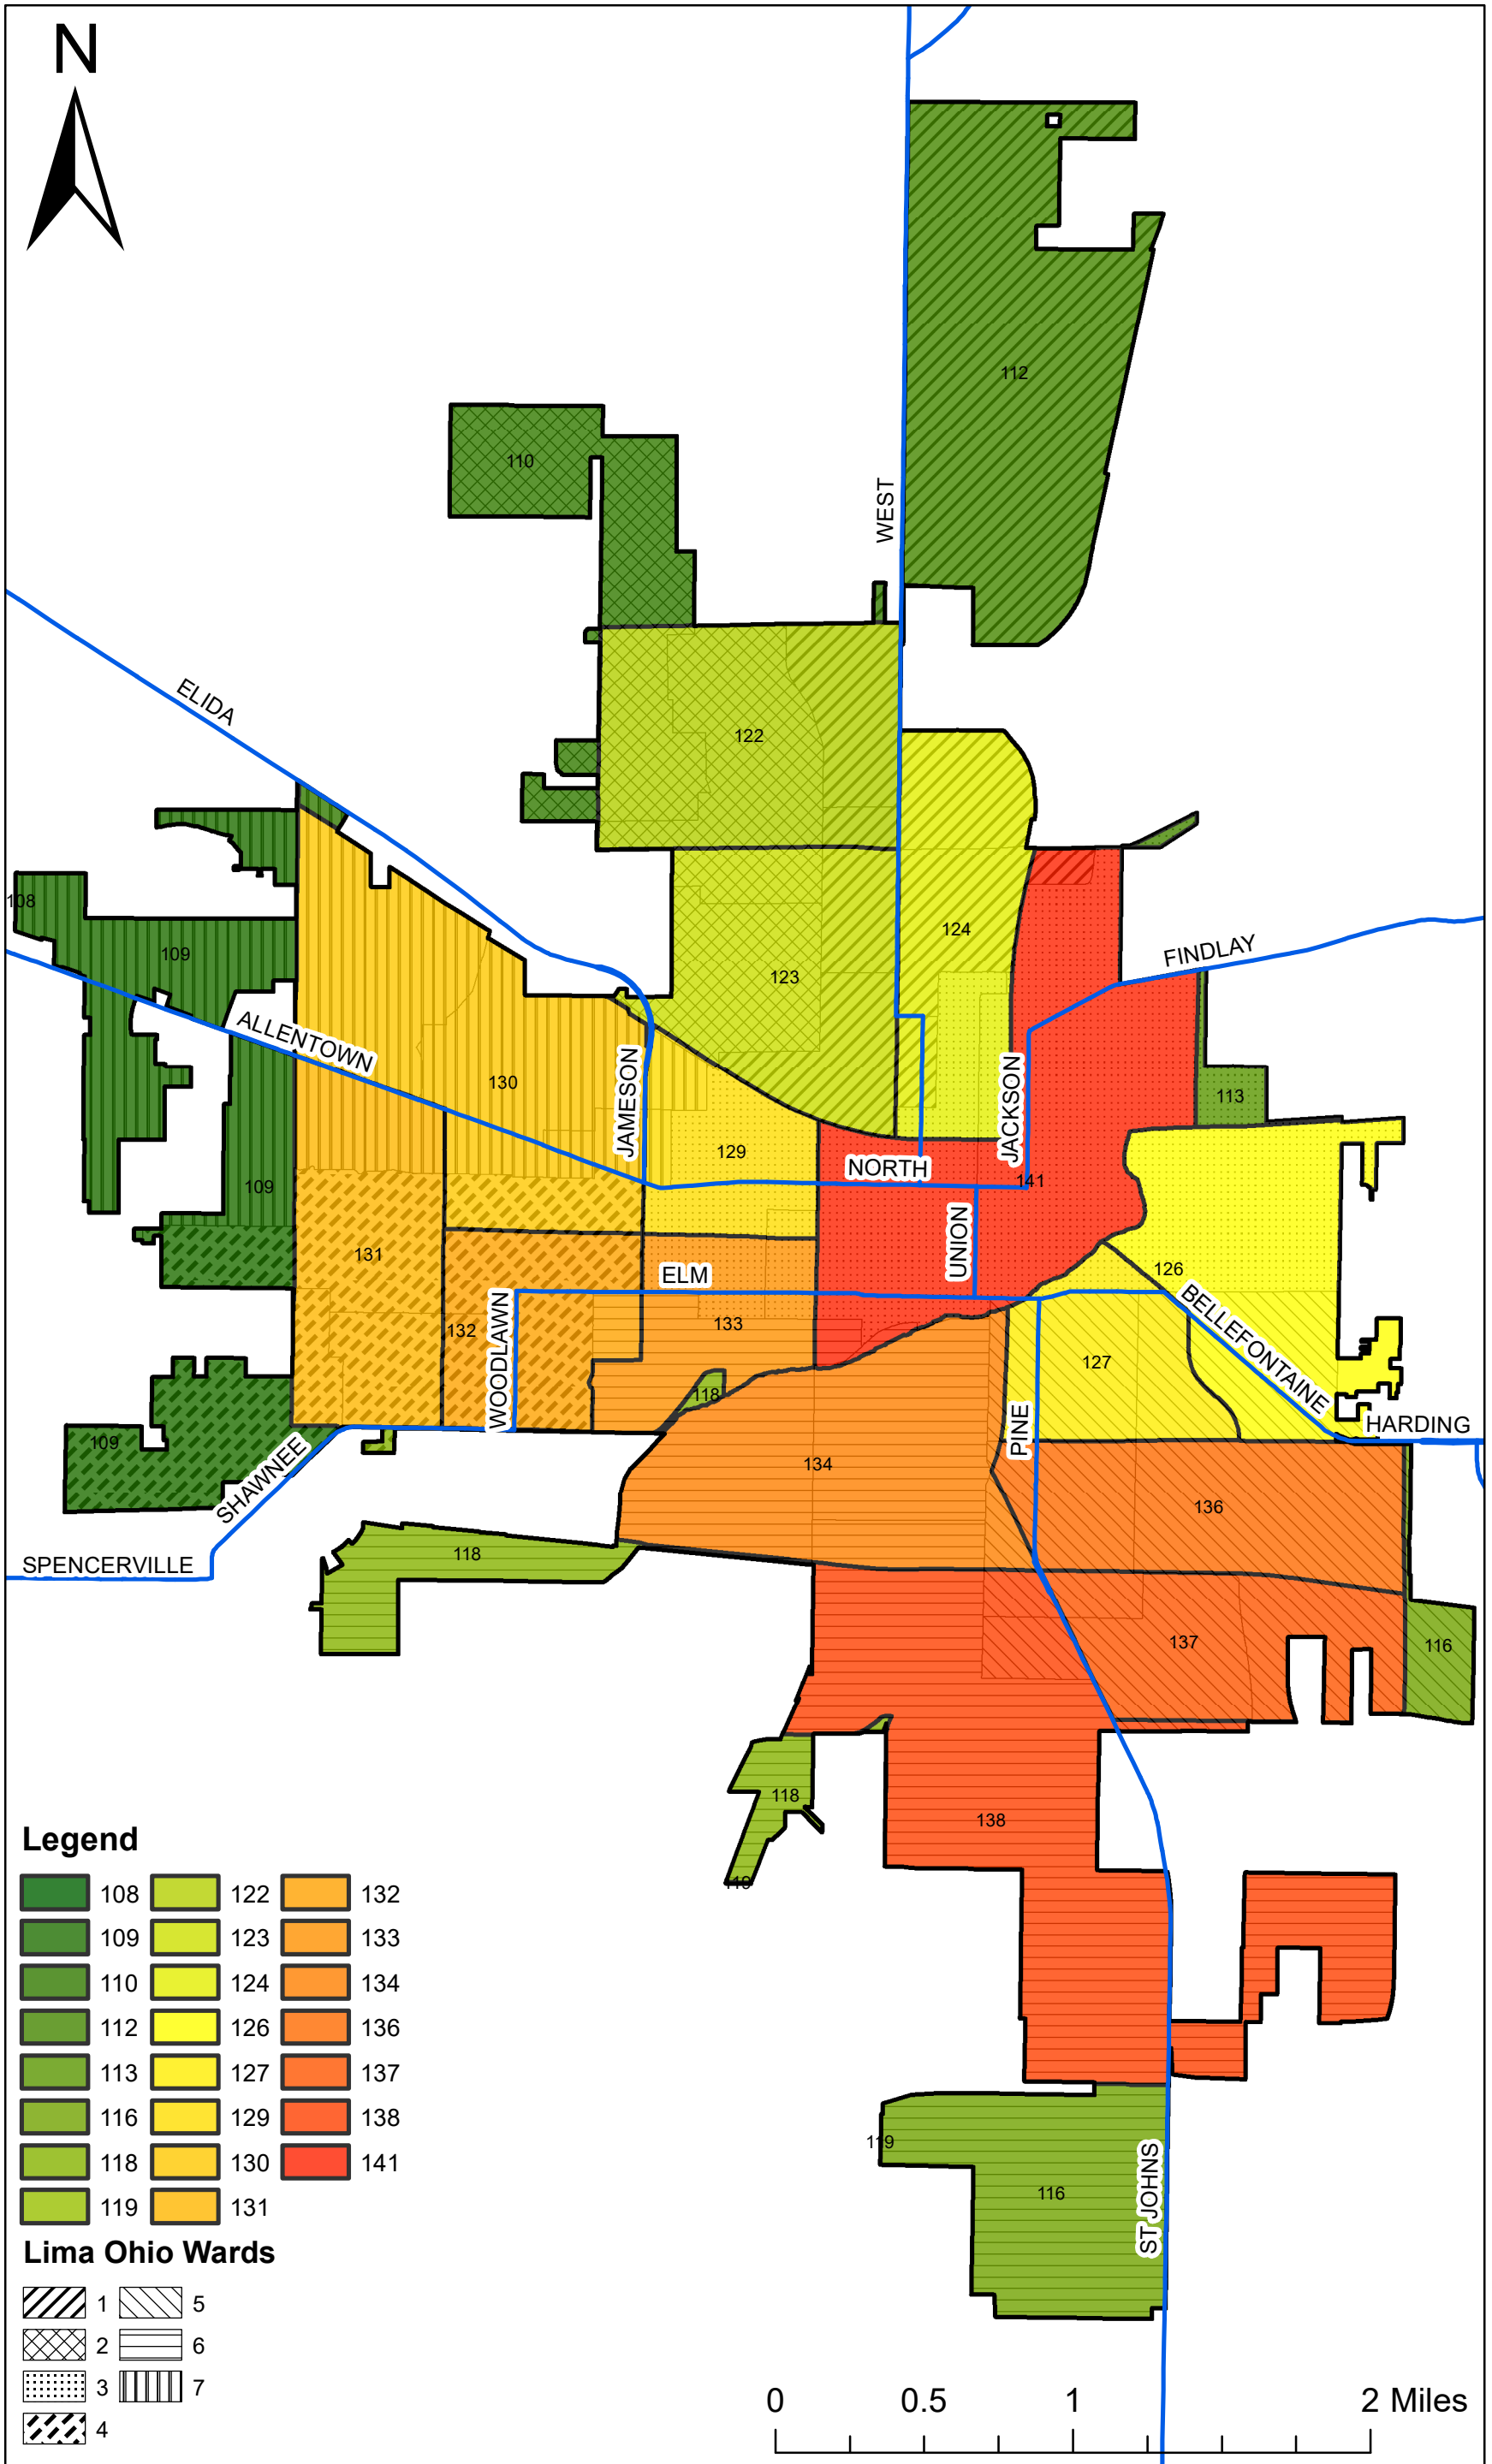 N
112
110
WEST
ELIDA
122
108
109
124
FINDLAY
123
ALLENTOWN
130
JAMESON
JACKSON
113
129
NORTH
141
109
UNION
131
126
ELM
BELLEFONTAINE
132
WOODLAWN
133
127
118
PINE
HARDING
109
SHAWNEE
134
136
118
SPENCERVILLE
137
116
118
138
119
119
116
ST JOHNS
Legend
108 122 132
109 123 133
110 124 134
112 126 136
113 127 137
116 129 138
118 130 141
119 131
Lima Ohio Wards
1 5
2 6
3 7
4
0 0.5 1 2 Miles